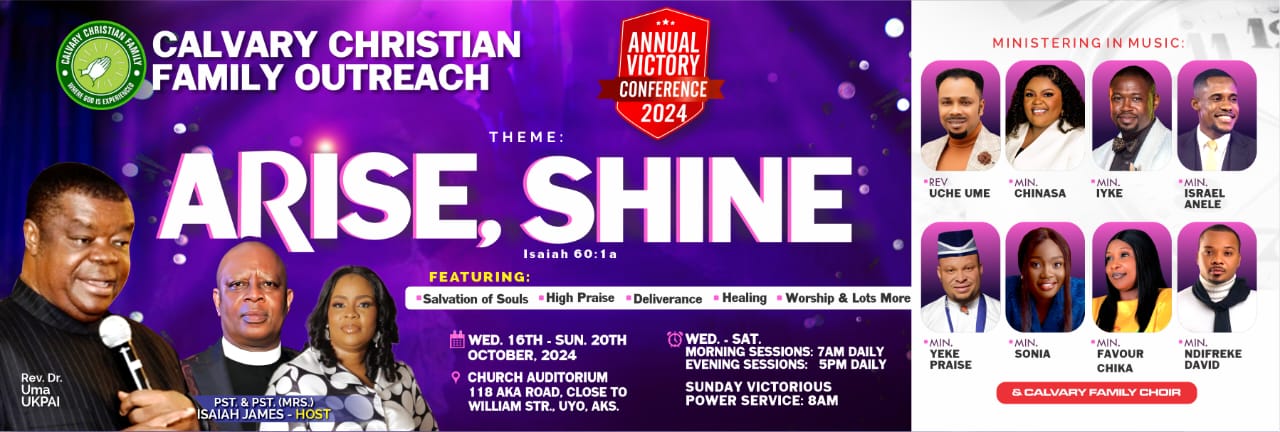 CALVARY CHRISTIAN FAMILY
WHERE GOD IS EXPERIENCED
CALVARY CHRISTIAN
FAMILY OUTREACH
ANNUAL
VICTORY
CONFERENCE
2024
THEME:
ARISE, SHINE
Isaiah 60:1a
FEATURING:
Salvation of Souls High Praise Deliverance Healing Worship & Lots More
WED. 16TH - SUN. 20TH
OCTOBER, 2024
CHURCH AUDITORIUM
118 AKA ROAD, CLOSE TO
WILLIAM STR., UYO, AKS.
WED. - SAT.
MORNING SESSIONS: 7AM DAILY
EVENING SESSIONS: 5PM DAILY
SUNDAY VICTORIOUS
POWER SERVICE: 8AM
Rev. Dr.
Uma
UKPAI
PST. & PST. (MRS.)
ISAIAH JAMES - HOST
MINISTERING IN MUSIC:
REV
UCHE UME
MIN.
CHINASA
MIN.
IYKE
MIN.
ISRAEL
ANELE
MIN.
YEKE
PRAISE
MIN.
SONIA
MIN.
FAVOUR
CHIKA
MIN.
NDIFREKE
DAVID
& CALVARY FAMILY CHOIR